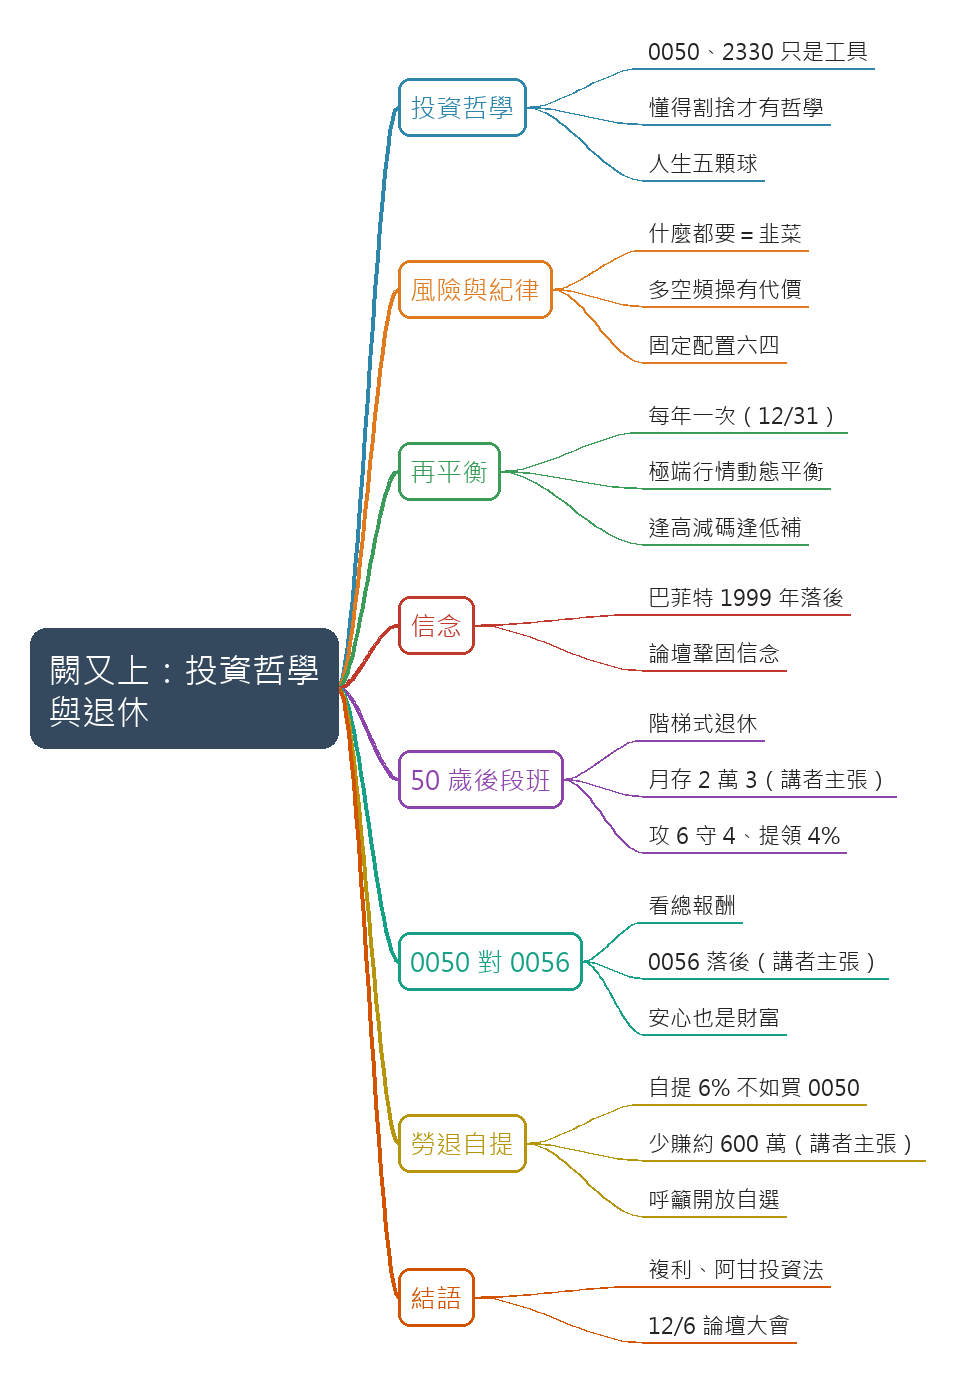 闕又上：投資哲學
與退休
投資哲學
0050、2330 只是工具
懂得割捨才有哲學
人生五顆球
風險與紀律
什麼都要 = 韭菜
多空頻操有代價
固定配置六四
再平衡
每年一次（12/31）
極端行情動態平衡
逢高減碼逢低補
信念
巴菲特 1999 年落後
論壇鞏固信念
50 歲後段班
階梯式退休
月存 2 萬 3（講者主張）
攻 6 守 4、提領 4%
0050 對 0056
看總報酬
0056 落後（講者主張）
安心也是財富
勞退自提
自提 6% 不如買 0050
少賺約 600 萬（講者主張）
呼籲開放自選
結語
複利、阿甘投資法
12/6 論壇大會